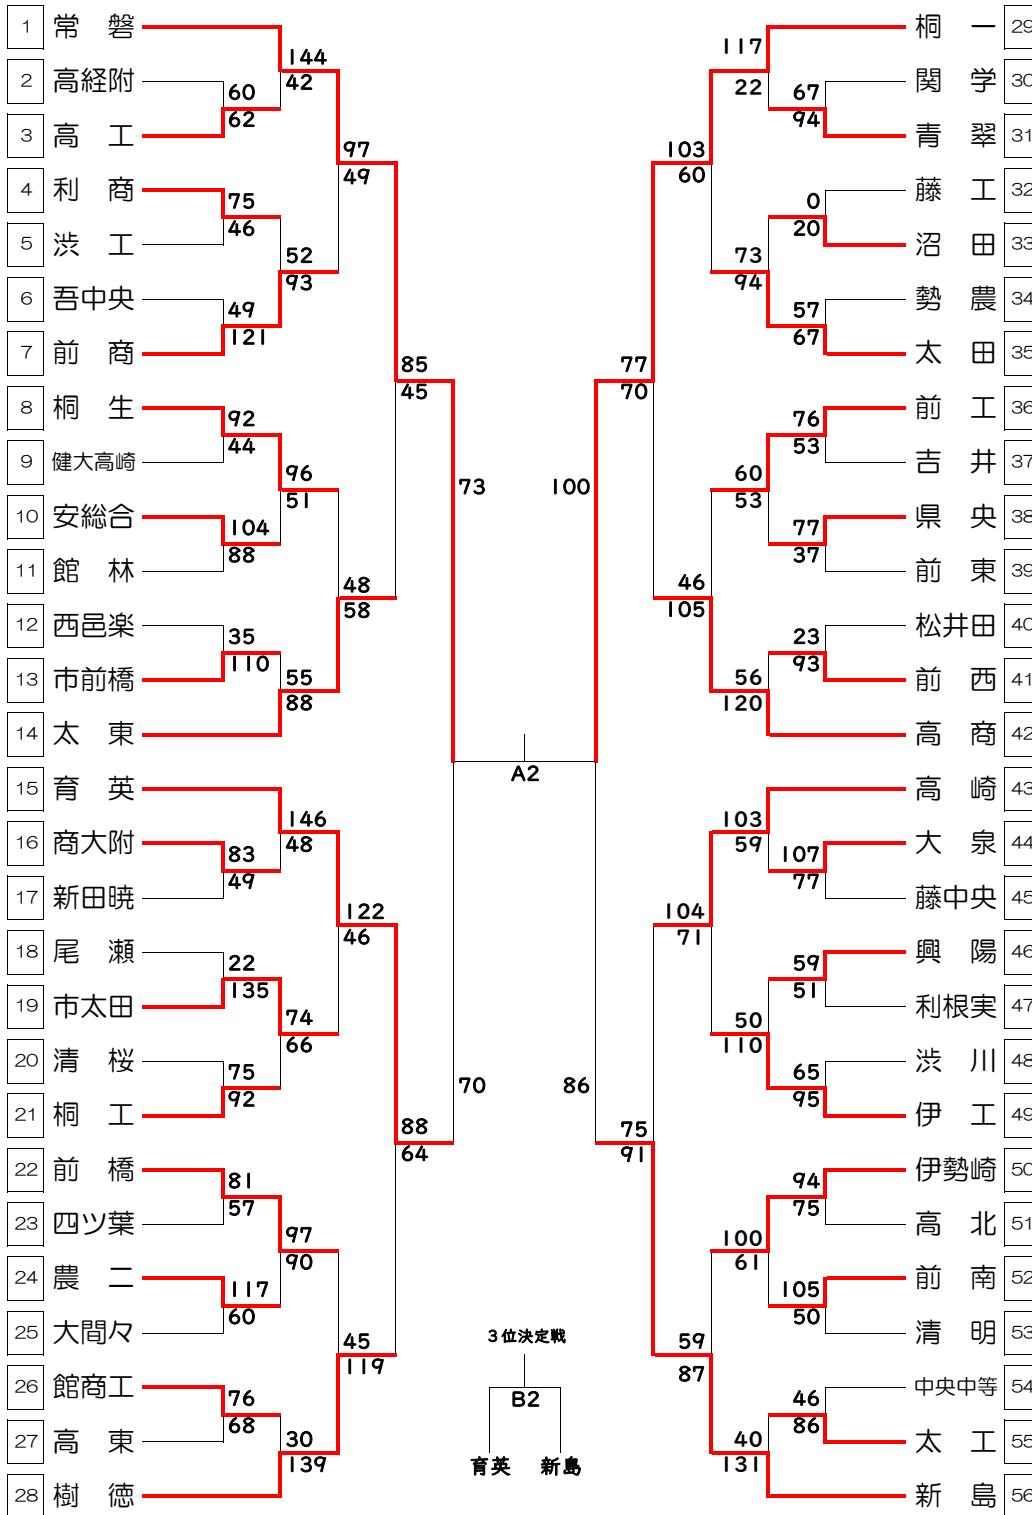 1 常磐
2 高経附
3 高工
4 利商
5 渋工
6 吾中央
7 前商
8 桐生
9 健大高崎
10 安総合
11 館林
12 西邑楽
13 市前橋
14 太東
15 育英
16 商大附
17 新田暁
18 尾瀬
19 市太田
20 清桜
21 桐工
22 前橋
23 四ツ葉
24 農二
25 大間々
26 館商工
27 高東
28 樹徳
60
62
75
46
49
121
92
44
104
88
35
110
83
49
22
135
75
92
81
57
117
60
76
68
144
42
52
93
96
51
55
88
146
48
74
66
97
90
30
139
97
49
48
58
122
46
45
119
85
45
88
64
73
70
A2
3位決定戦
B2
育英 新島
100
86
77
70
75
91
103
60
46
105
104
71
59
87
117
22
73
94
60
53
56
120
103
59
50
110
100
61
40
131
67
94
0
20
57
67
76
53
77
37
23
93
107
77
59
51
65
95
94
75
105
50
46
86
桐一 29
関学 30
青翠 31
藤工 32
沼田 33
勢農 34
太田 35
前工 36
吉井 37
県央 38
前東 39
松井田 40
前西 41
高商 42
高崎 43
大泉 44
藤中央 45
興陽 46
利根実 47
渋川 48
伊工 49
伊勢崎 50
高北 51
前南 52
清明 53
中央中等 54
太工 55
新島 56